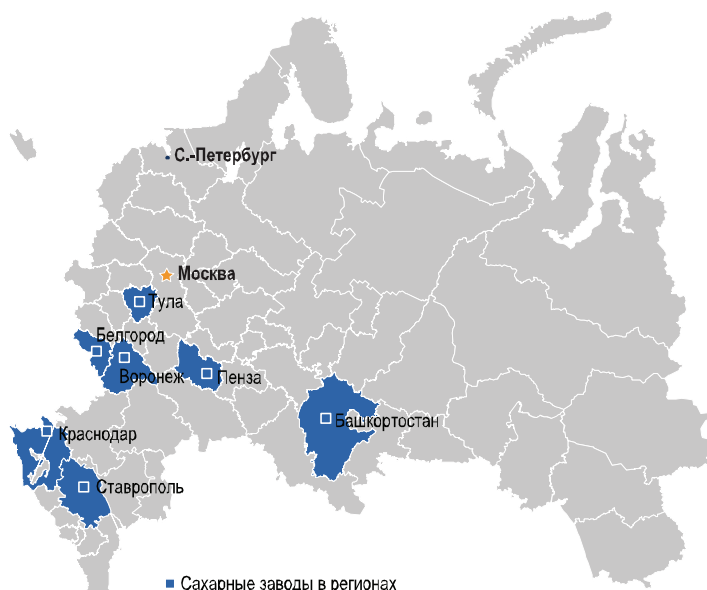 С.-Петербург
Москва
Тула
Белгород
Воронеж
Пенза
Башкортостан
Краснодар
Ставрополь
Сахарные заводы в регионах